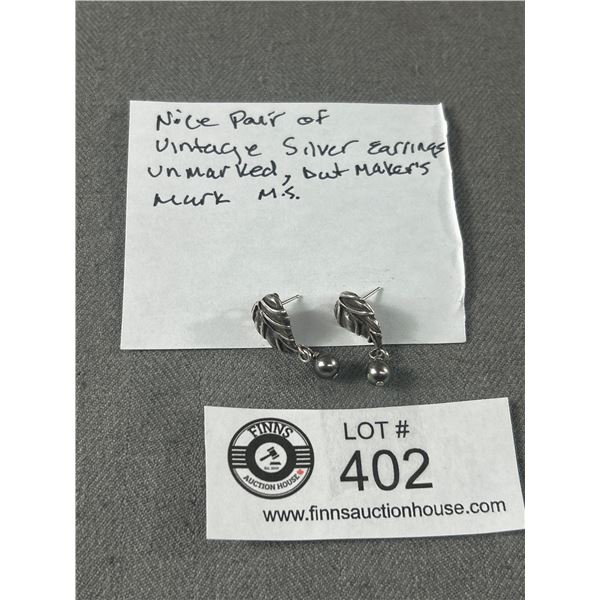 Nice Pair of
Vintage Silver Earrings
Unmarked, but Maker's
Mark M.S.
FINNS
AUCTION HOUSE
LOT #
402
www.finnsauctionhouse.com